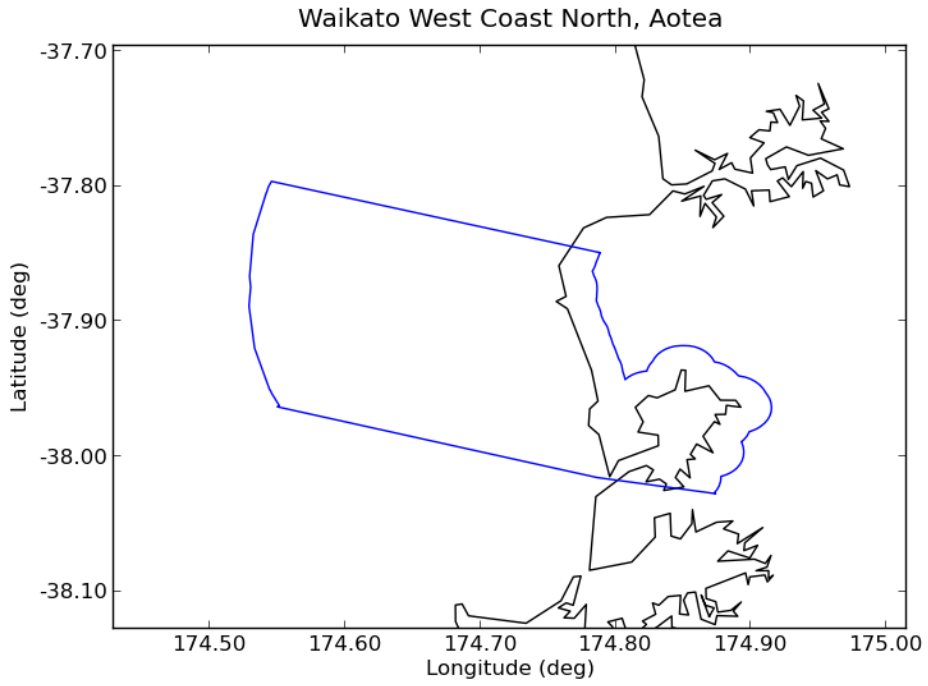 Waikato West Coast North, Aotea
-37.70
-37.80
-37.90
-38.00
-38.10
Latitude (deg)
174.50 174.60 174.70 174.80 174.90 175.00
Longitude (deg)